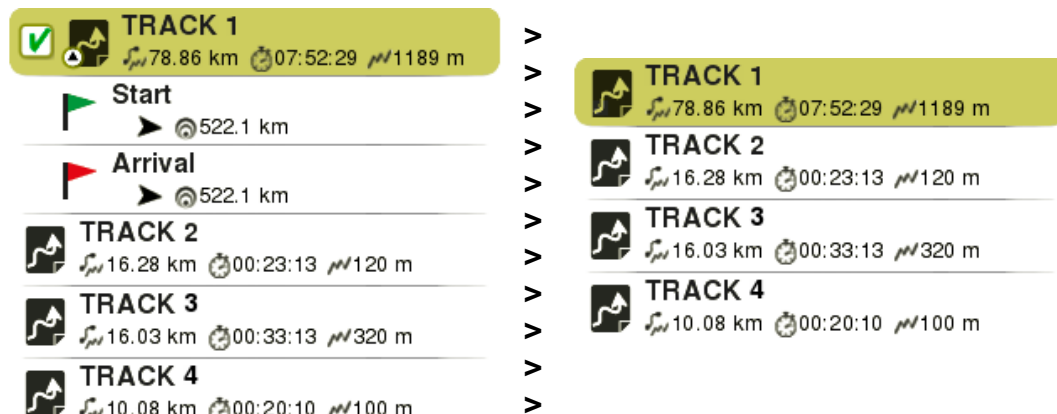 TRACK 1
78.86 km 07:52:29 1189 m
Start
522.1 km
Arrival
522.1 km
TRACK 2
16.28 km 00:23:13 120 m
TRACK 3
16.03 km 00:33:13 320 m
TRACK 4
10.08 km 00:20:10 100 m
>
>
>
>
>
>
>
>
>
>
>
TRACK 1
78.86 km 07:52:29 1189 m
TRACK 2
16.28 km 00:23:13 120 m
TRACK 3
16.03 km 00:33:13 320 m
TRACK 4
10.08 km 00:20:10 100 m